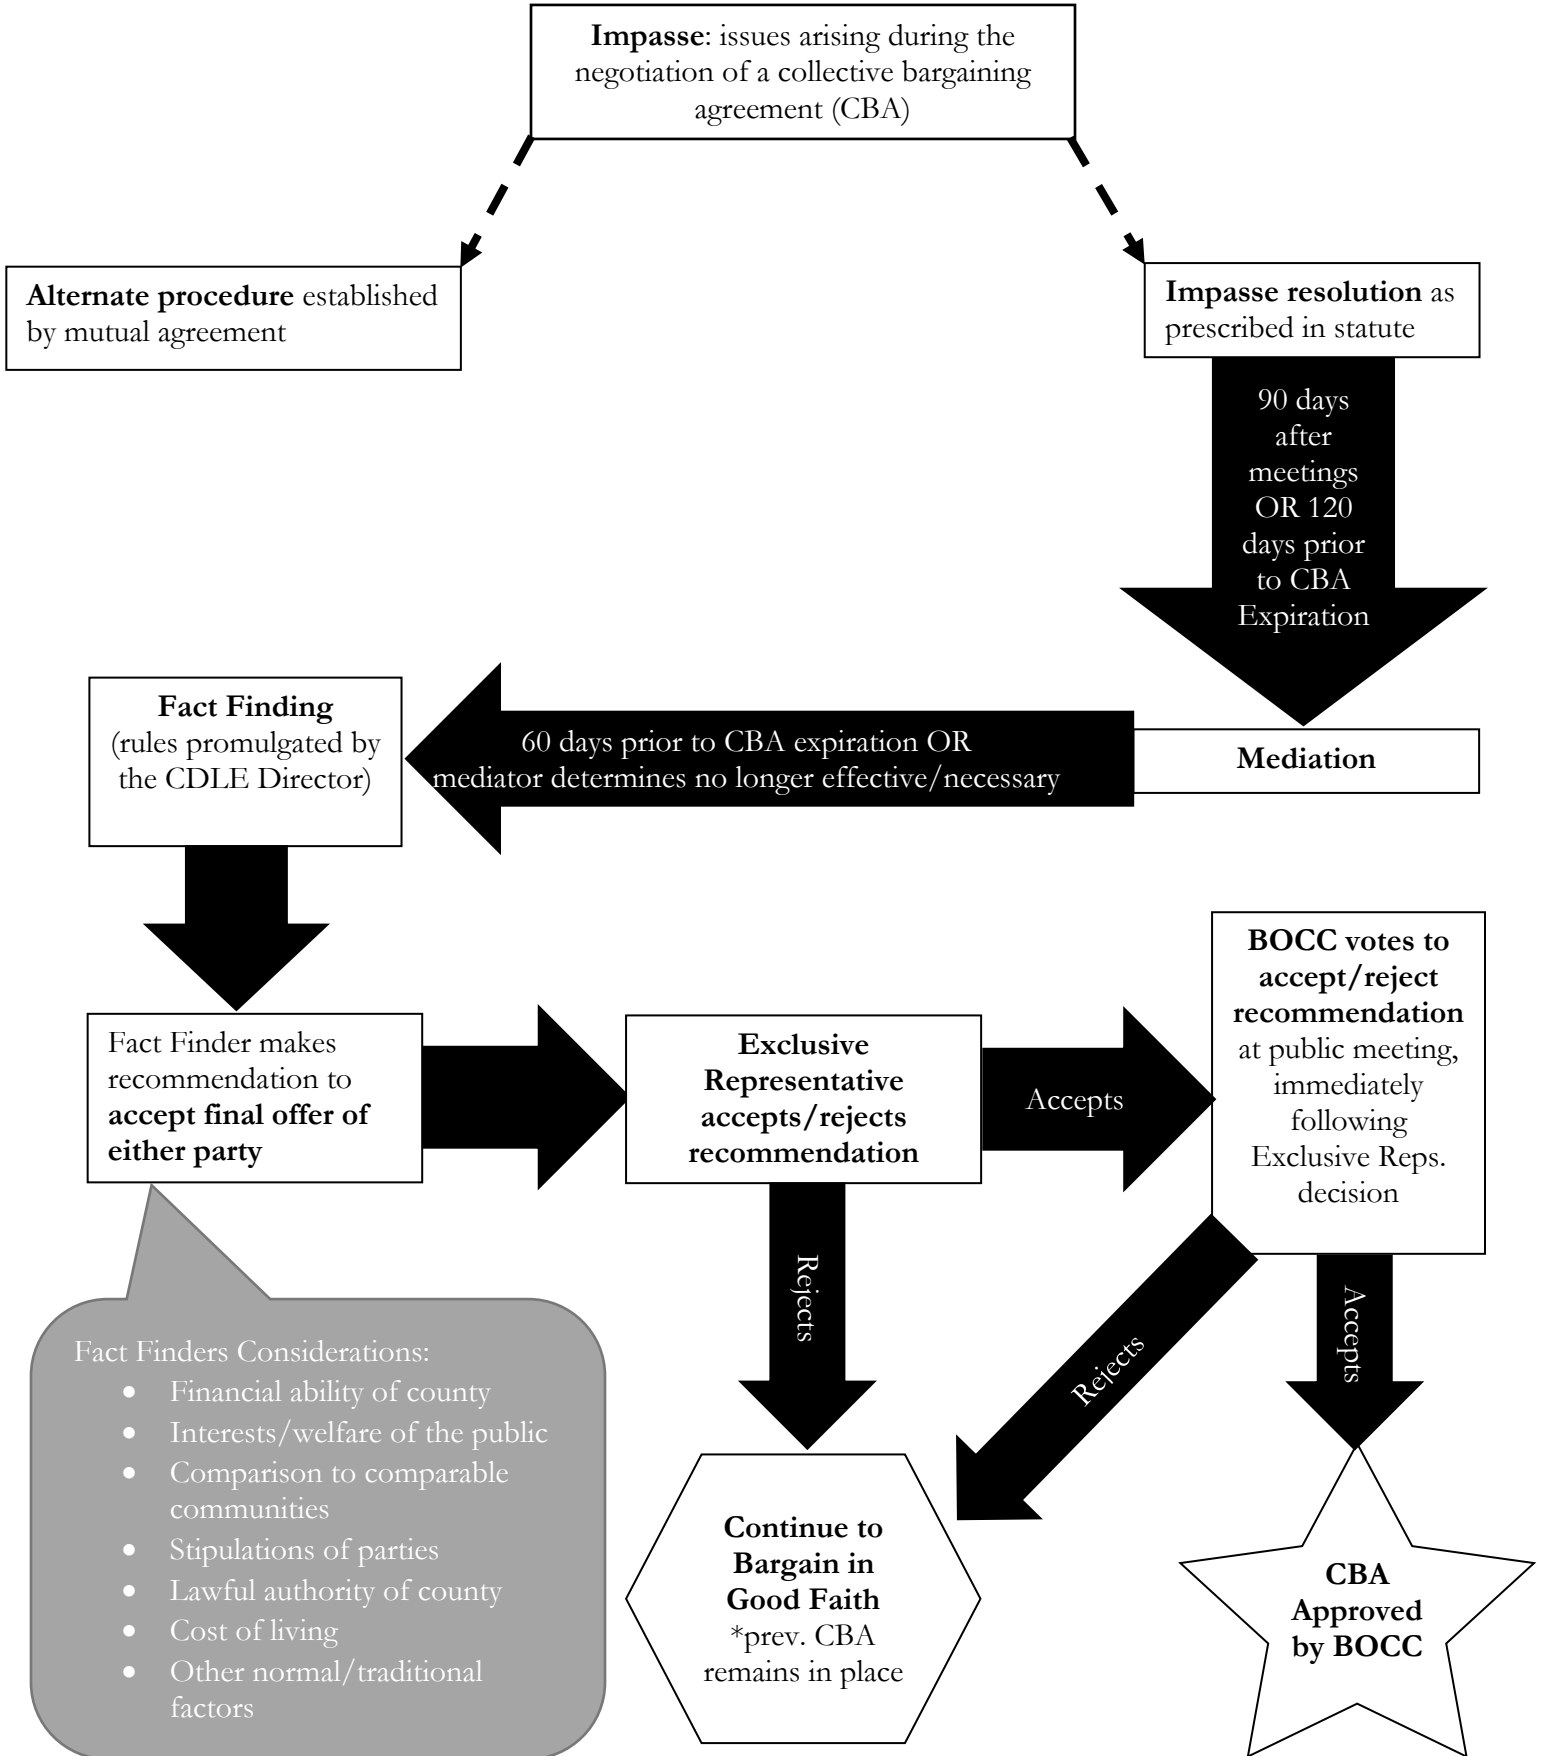 Impasse: issues arising during the
negotiation of a collective bargaining
agreement (CBA)
Alternate procedure established
by mutual agreement
Impasse resolution as
prescribed in statute
90 days
after
meetings
OR 120
days prior
to CBA
Expiration
Mediation
60 days prior to CBA expiration OR
mediator determines no longer effective/necessary
Fact Finding
(rules promulgated by
the CDLE Director)
Fact Finder makes
recommendation to
accept final offer of
either party
Exclusive
Representative
accepts/rejects
recommendation
Accepts
BOCC votes to
accept/reject
recommendation
at public meeting,
immediately
following
Exclusive Reps.
decision
Rejects
Rejects
Accepts
Fact Finders Considerations:
• Financial ability of county
• Interests/welfare of the public
• Comparison to comparable
communities
• Stipulations of parties
• Lawful authority of county
• Cost of living
• Other normal/traditional
factors
Continue to
Bargain in
Good Faith
*prev. CBA
remains in place
CBA
Approved
by BOCC